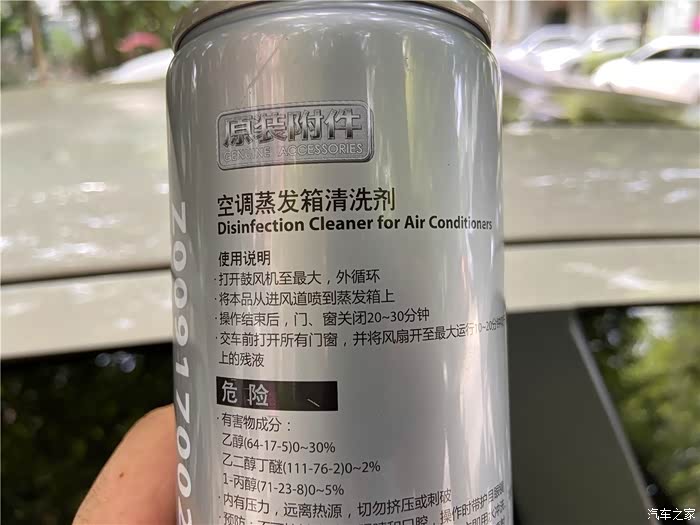 原装附件
GENUINE ACCESSORIES
空调蒸发箱清洗剂
Disinfection Cleaner for Air Conditioners
使用说明
·打开鼓风机至最大，外循环
·将本品从进风道喷到蒸发箱上
·操作结束后，门、窗关闭20~30分钟
·交车前打开所有门窗，并将风扇开至最大运行10~20分钟
上的残液
危险
·有害物成分：
乙醇(64-17-5)0~30%
乙二醇丁醚(111-76-2)0~2%
1-丙醇(71-23-8)0~5%
·内有压力，远离热源，切勿挤压或刺破
Z00917002
汽车之家